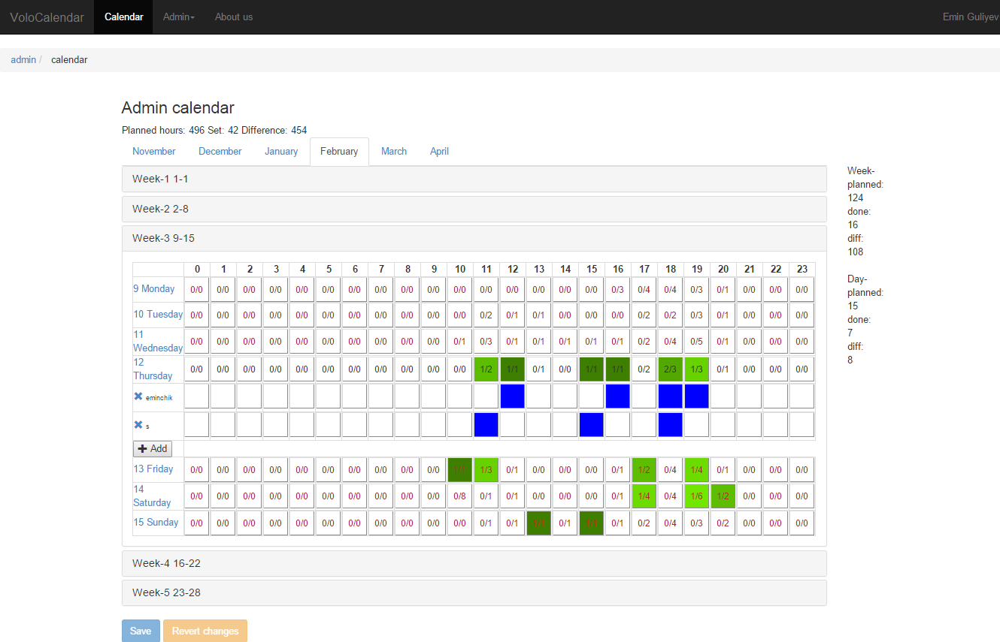 VoloCalendar Calendar Admin About us Emin Guliyev
admin / calendar
Admin calendar
Planned hours: 496 Set: 42 Difference: 454
November December January February March April
Week-1 1-1
Week-2 2-8
Week-3 9-15
0 1 2 3 4 5 6 7 8 9 10 11 12 13 14 15 16 17 18 19 20 21 22 23
9 Monday 0/0 0/0 0/0 0/0 0/0 0/0 0/0 0/0 0/0 0/0 0/0 0/0 0/0 0/0 0/0 0/0 0/3 0/4 0/4 0/3 0/1 0/0 0/0 0/0
10 Tuesday 0/0 0/0 0/0 0/0 0/0 0/0 0/0 0/0 0/0 0/0 0/0 0/2 0/1 0/1 0/0 0/0 0/0 0/2 0/2 0/3 0/1 0/0 0/0 0/0
11
Wednesday 0/0 0/0 0/0 0/0 0/0 0/0 0/0 0/0 0/0 0/0 0/1 0/3 0/1 0/1 0/1 0/1 0/1 0/2 0/4 0/5 0/1 0/0 0/0 0/0
12
Thursday 0/0 0/0 0/0 0/0 0/0 0/0 0/0 0/0 0/0 0/0 0/0 1/2 1/1 0/1 0/0 1/1 1/1 0/2 2/3 1/3 0/1 0/0 0/0 0/0
eminchik
s
Add
13 Friday 0/0 0/0 0/0 0/0 0/0 0/0 0/0 0/0 0/0 0/0 1/1 1/3 0/1 0/0 0/0 0/0 0/1 1/2 0/4 1/4 0/1 0/0 0/0 0/0
14
Saturday 0/0 0/0 0/0 0/0 0/0 0/0 0/0 0/0 0/0 0/0 0/8 0/1 0/1 0/0 0/0 0/0 0/1 1/4 0/4 1/6 1/2 0/0 0/0 0/0
15 Sunday 0/0 0/0 0/0 0/0 0/0 0/0 0/0 0/0 0/0 0/0 0/0 0/1 0/1 1/1 0/1 1/1 0/1 0/2 0/4 0/3 0/2 0/0 0/0 0/0
Week-4 16-22
Week-5 23-28
Save Revert changes
Week-
planned:
124
done:
16
diff:
108
Day-
planned:
15
done:
7
diff:
8